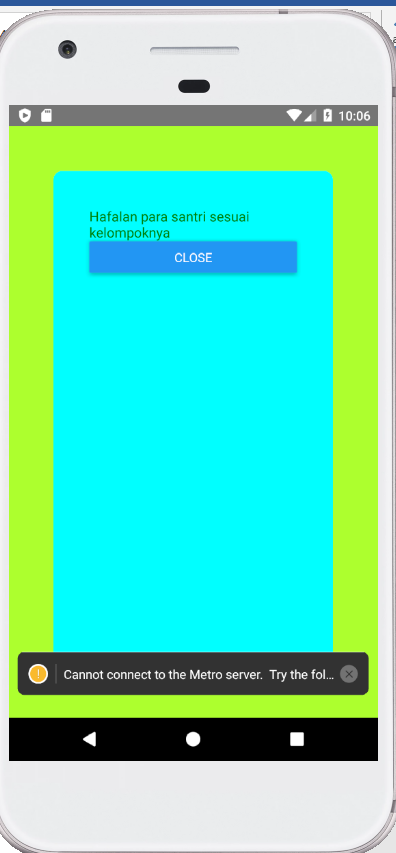 10:06
Hafalan para santri sesuai
kelompoknya
CLOSE
Cannot connect to the Metro server. Try the fol...